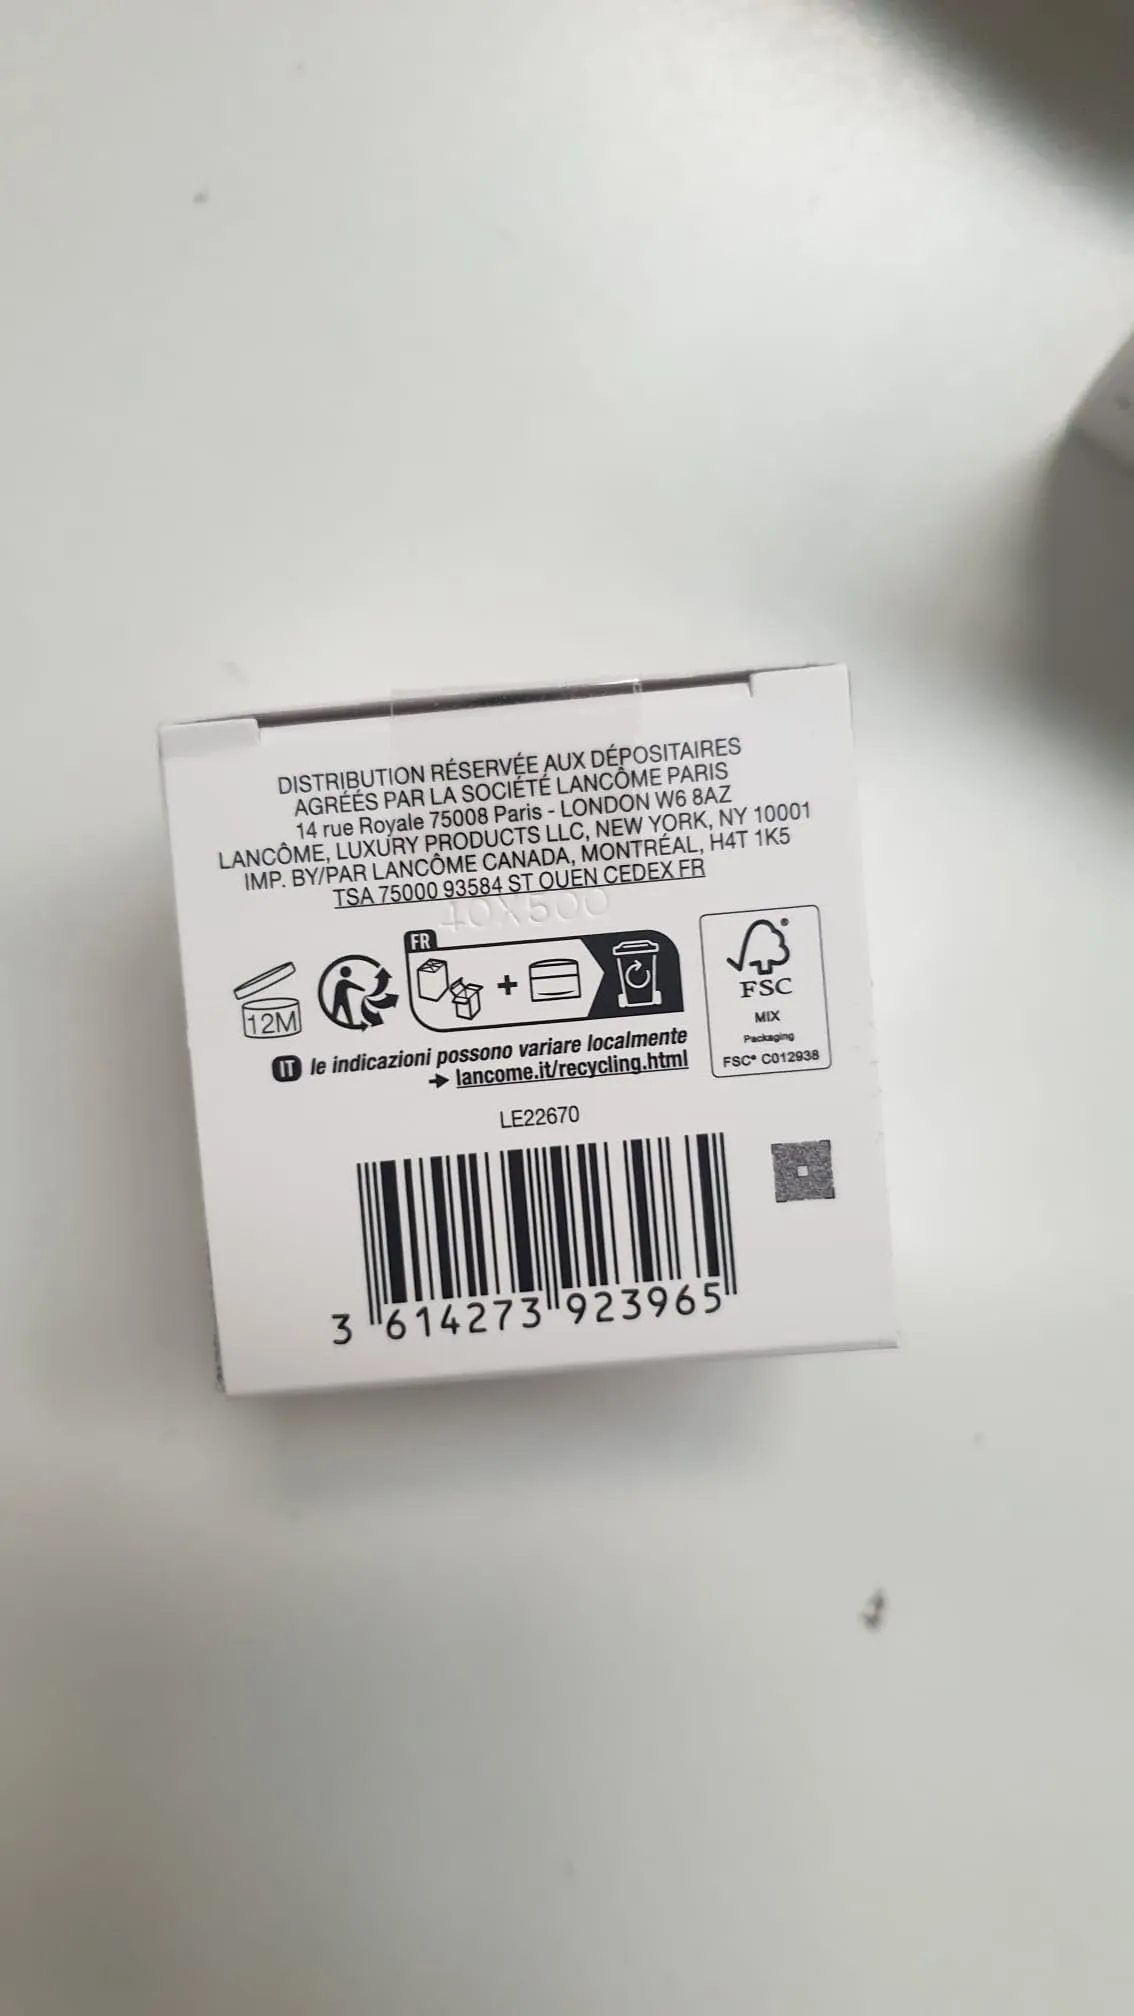 DISTRIBUTION RÉSERVÉE AUX DÉPOSITAIRES
AGRÉÉS PAR LA SOCIÉTÉ LANCÔME PARIS
14 rue Royale 75008 Paris - LONDON W6 8AZ
LANCÔME, LUXURY PRODUCTS LLC, NEW YORK, NY 10001
IMP. BY/PAR LANCÔME CANADA, MONTRÉAL, H4T 1K5
TSA 75000 93584 ST OUEN CEDEX FR
40X500
FR
12M
+
FSC
MIX
Packaging
FSC® C012938
IT le indicazioni possono variare localmente
→ lancome.it/recycling.html
LE22670
3 614273 923965